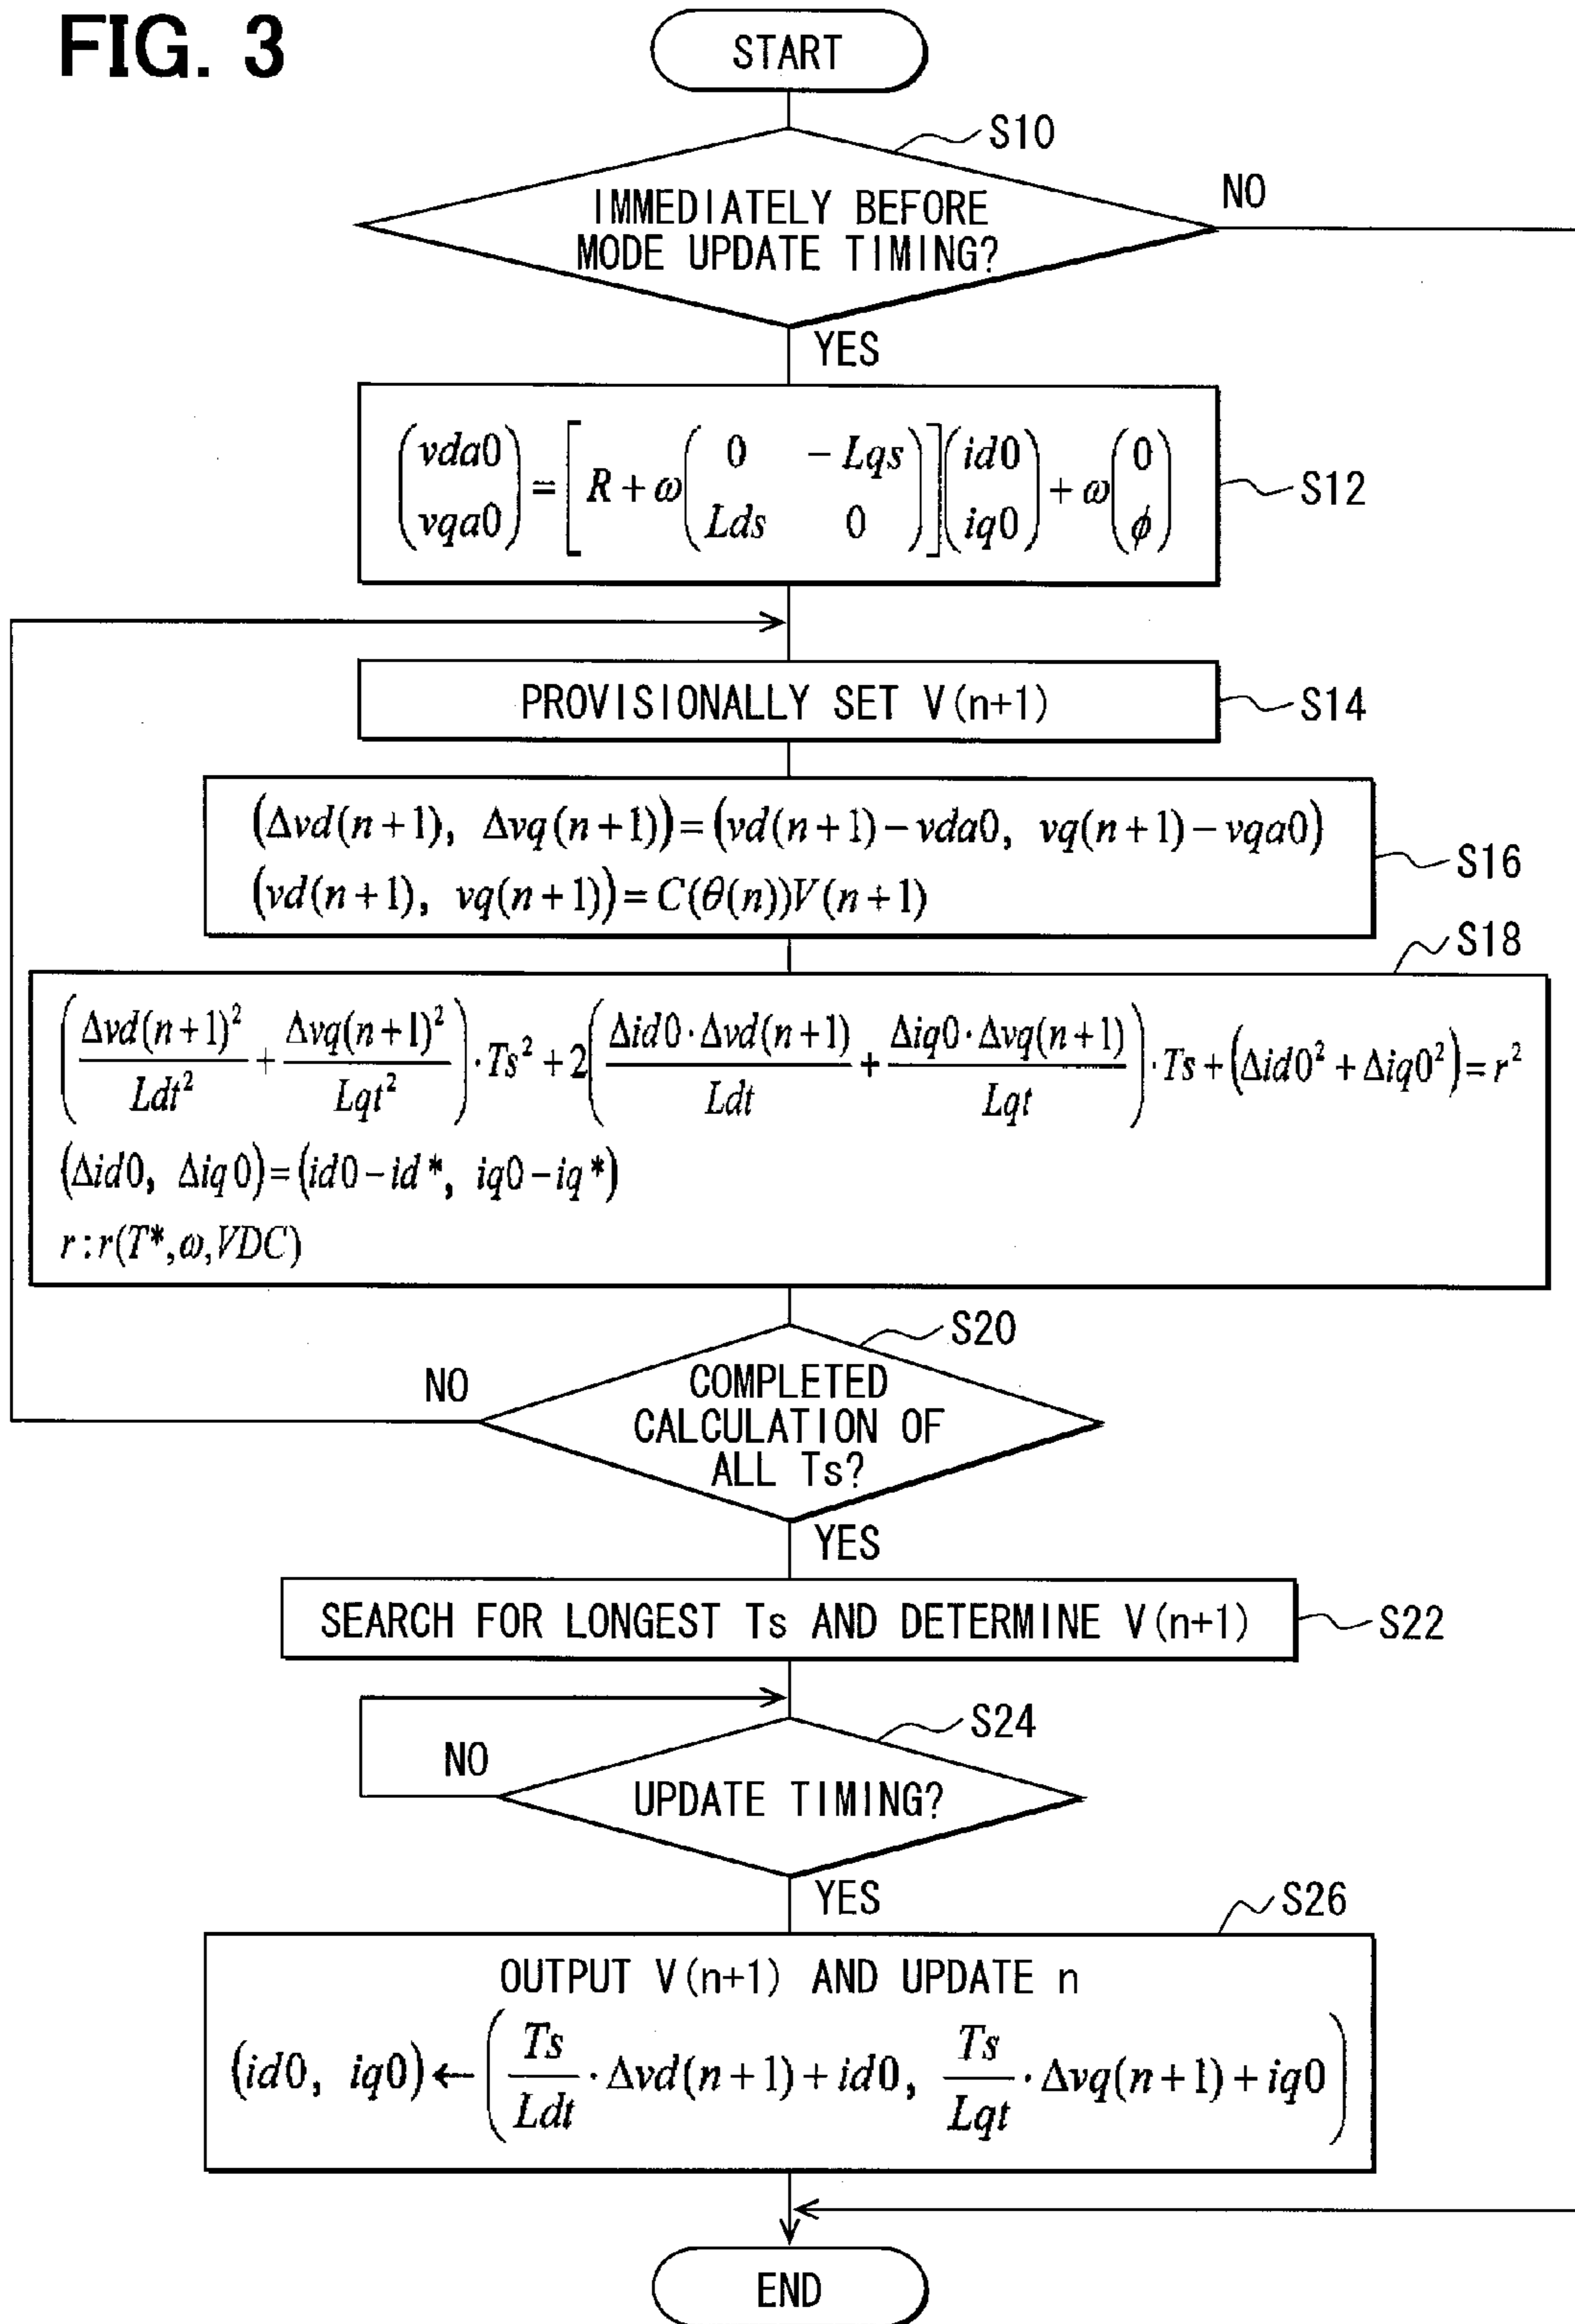 FIG. 3
START
S10
IMMEDIATELY BEFORE
MODE UPDATE TIMING?
NO
YES
(vda0 vqa0) = [R + ω(0 −Lqs Lds 0)](id0 iq0) + ω(0 ϕ)
S12
PROVISIONALLY SET V(n+1)
S14
(Δvd(n+1), Δvq(n+1)) = (vd(n+1) − vda0, vq(n+1) − vqa0)
(vd(n+1), vq(n+1)) = C(θ(n))V(n+1)
S16
S18
(Δvd(n+1)²/Ldt² + Δvq(n+1)²/Lqt²)·Ts² + 2(Δid0·Δvd(n+1)/Ldt + Δiq0·Δvq(n+1)/Lqt)·Ts + (Δid0² + Δiq0²) = r²
(Δid0, Δiq0) = (id0 − id*, iq0 − iq*)
r : r(T*, ω, VDC)
S20
COMPLETED
CALCULATION OF
ALL Ts?
NO
YES
SEARCH FOR LONGEST Ts AND DETERMINE V(n+1)
S22
S24
UPDATE TIMING?
NO
YES
S26
OUTPUT V(n+1) AND UPDATE n
(id0, iq0) ← (Ts/Ldt · Δvd(n+1) + id0, Ts/Lqt · Δvq(n+1) + iq0)
END